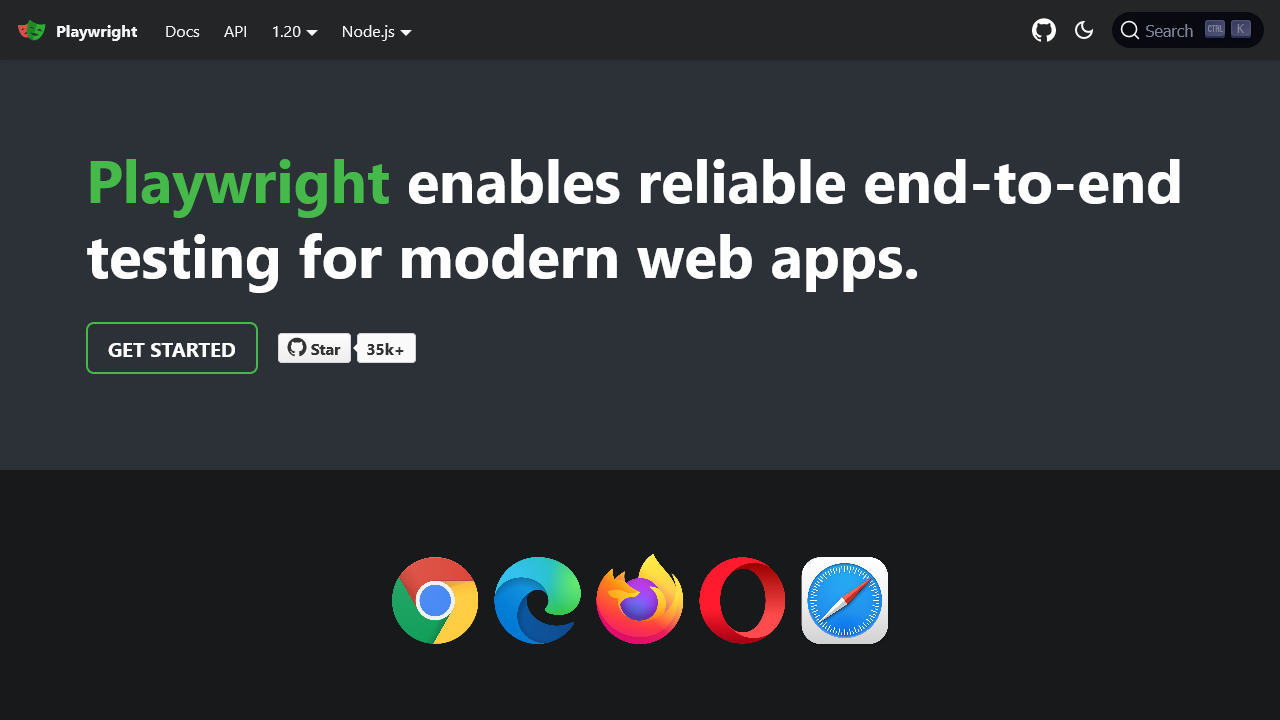 Playwright
Docs
API
1.20
Node.js
Search
CTRL
K
Playwright enables reliable end-to-end
testing for modern web apps.
GET STARTED
Star
35k+